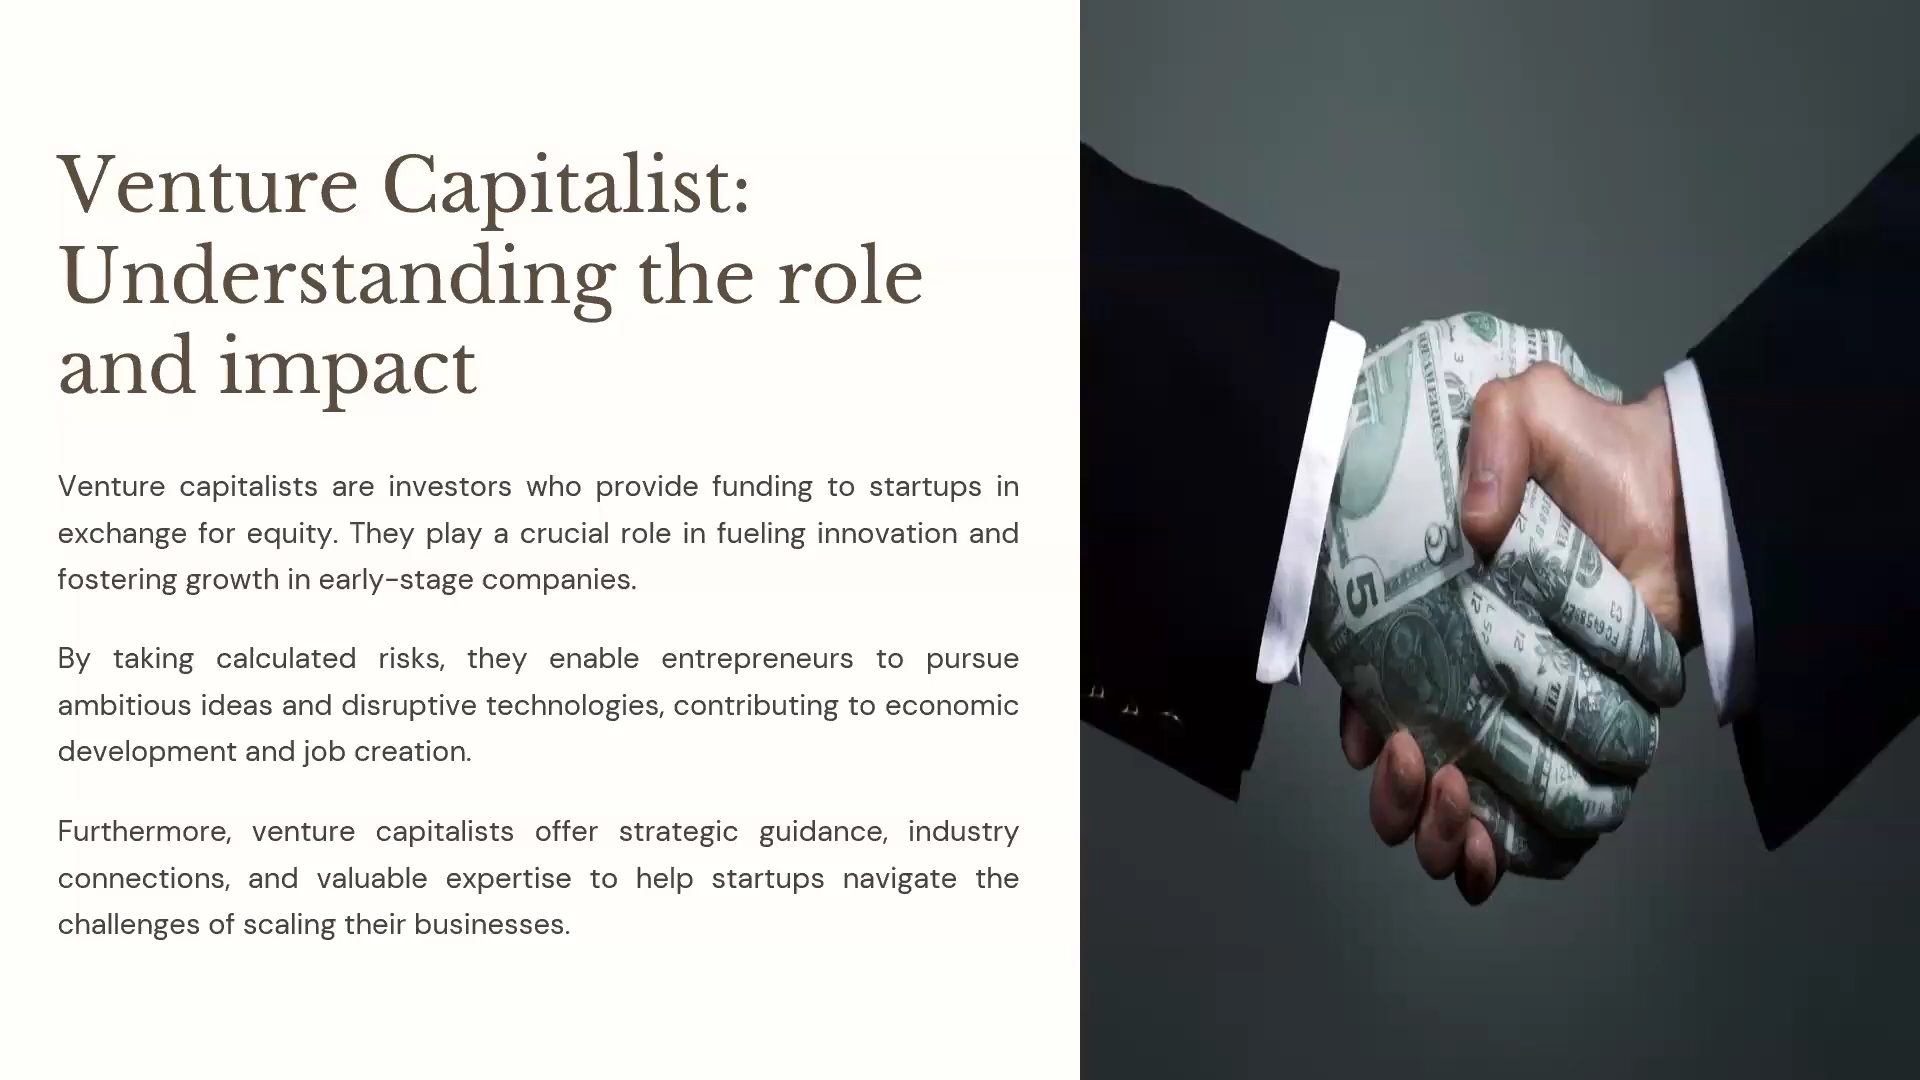 Venture Capitalist:
Understanding the role
and impact
Venture capitalists are investors who provide funding to startups in
exchange for equity. They play a crucial role in fueling innovation and
fostering growth in early-stage companies.
By taking calculated risks, they enable entrepreneurs to pursue
ambitious ideas and disruptive technologies, contributing to economic
development and job creation.
Furthermore, venture capitalists offer strategic guidance, industry
connections, and valuable expertise to help startups navigate the
challenges of scaling their businesses.
5
5
12
12